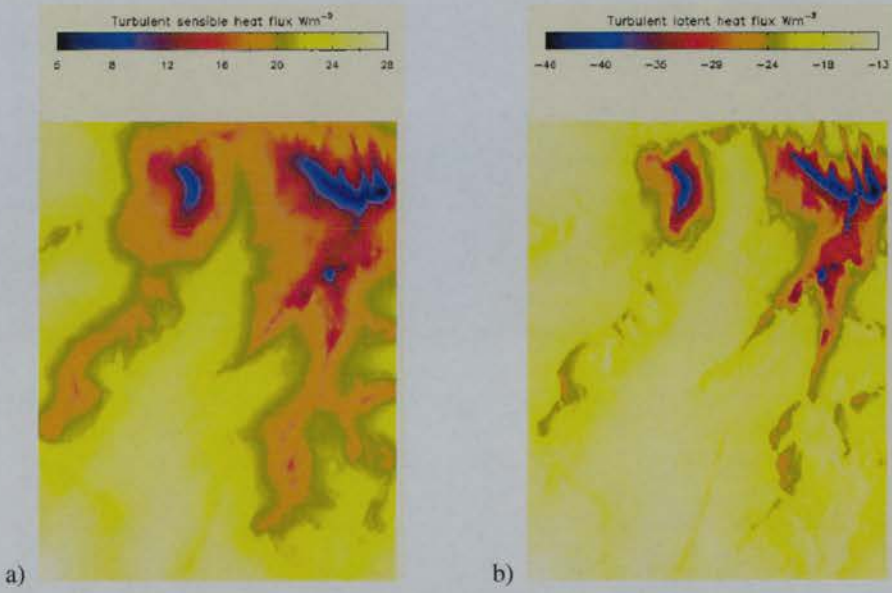 Turbulent sensible heat flux Wm⁻²
5 8 12 16 20 24 28
a)
Turbulent latent heat flux Wm⁻²
-46 -40 -35 -29 -24 -18 -13
b)